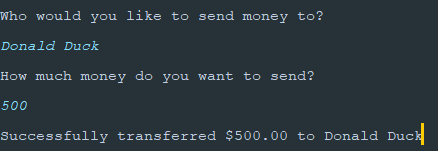 Who would you like to send money to?
Donald Duck
How much money do you want to send?
500
Successfully transferred $500.00 to Donald Duck